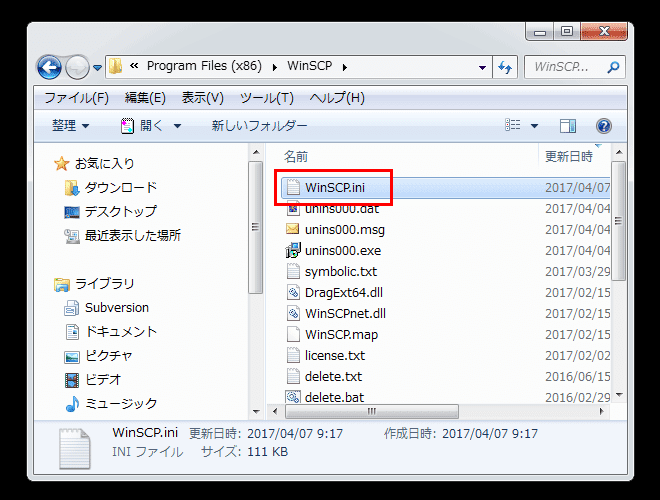 « Program Files (x86) ▸ WinSCP ▸
WinSCP...
ファイル(F) 編集(E) 表示(V) ツール(T) ヘルプ(H)
整理 開く 新しいフォルダー
お気に入り
ダウンロード
デスクトップ
最近表示した場所
ライブラリ
Subversion
ドキュメント
ピクチャ
ビデオ
ミュージック
名前 更新日時
WinSCP.ini 2017/04/07
unins000.dat 2017/04/04
unins000.msg 2017/04/04
unins000.exe 2017/04/04
symbolic.txt 2017/03/29
DragExt64.dll 2017/02/15
WinSCPnet.dll 2017/02/15
WinSCP.map 2017/02/15
license.txt 2017/02/02
delete.txt 2016/06/15
delete.bat 2016/02/29
WinSCP.ini 更新日時: 2017/04/07 9:17 作成日時: 2017/04/07 9:17
INI ファイル サイズ: 111 KB